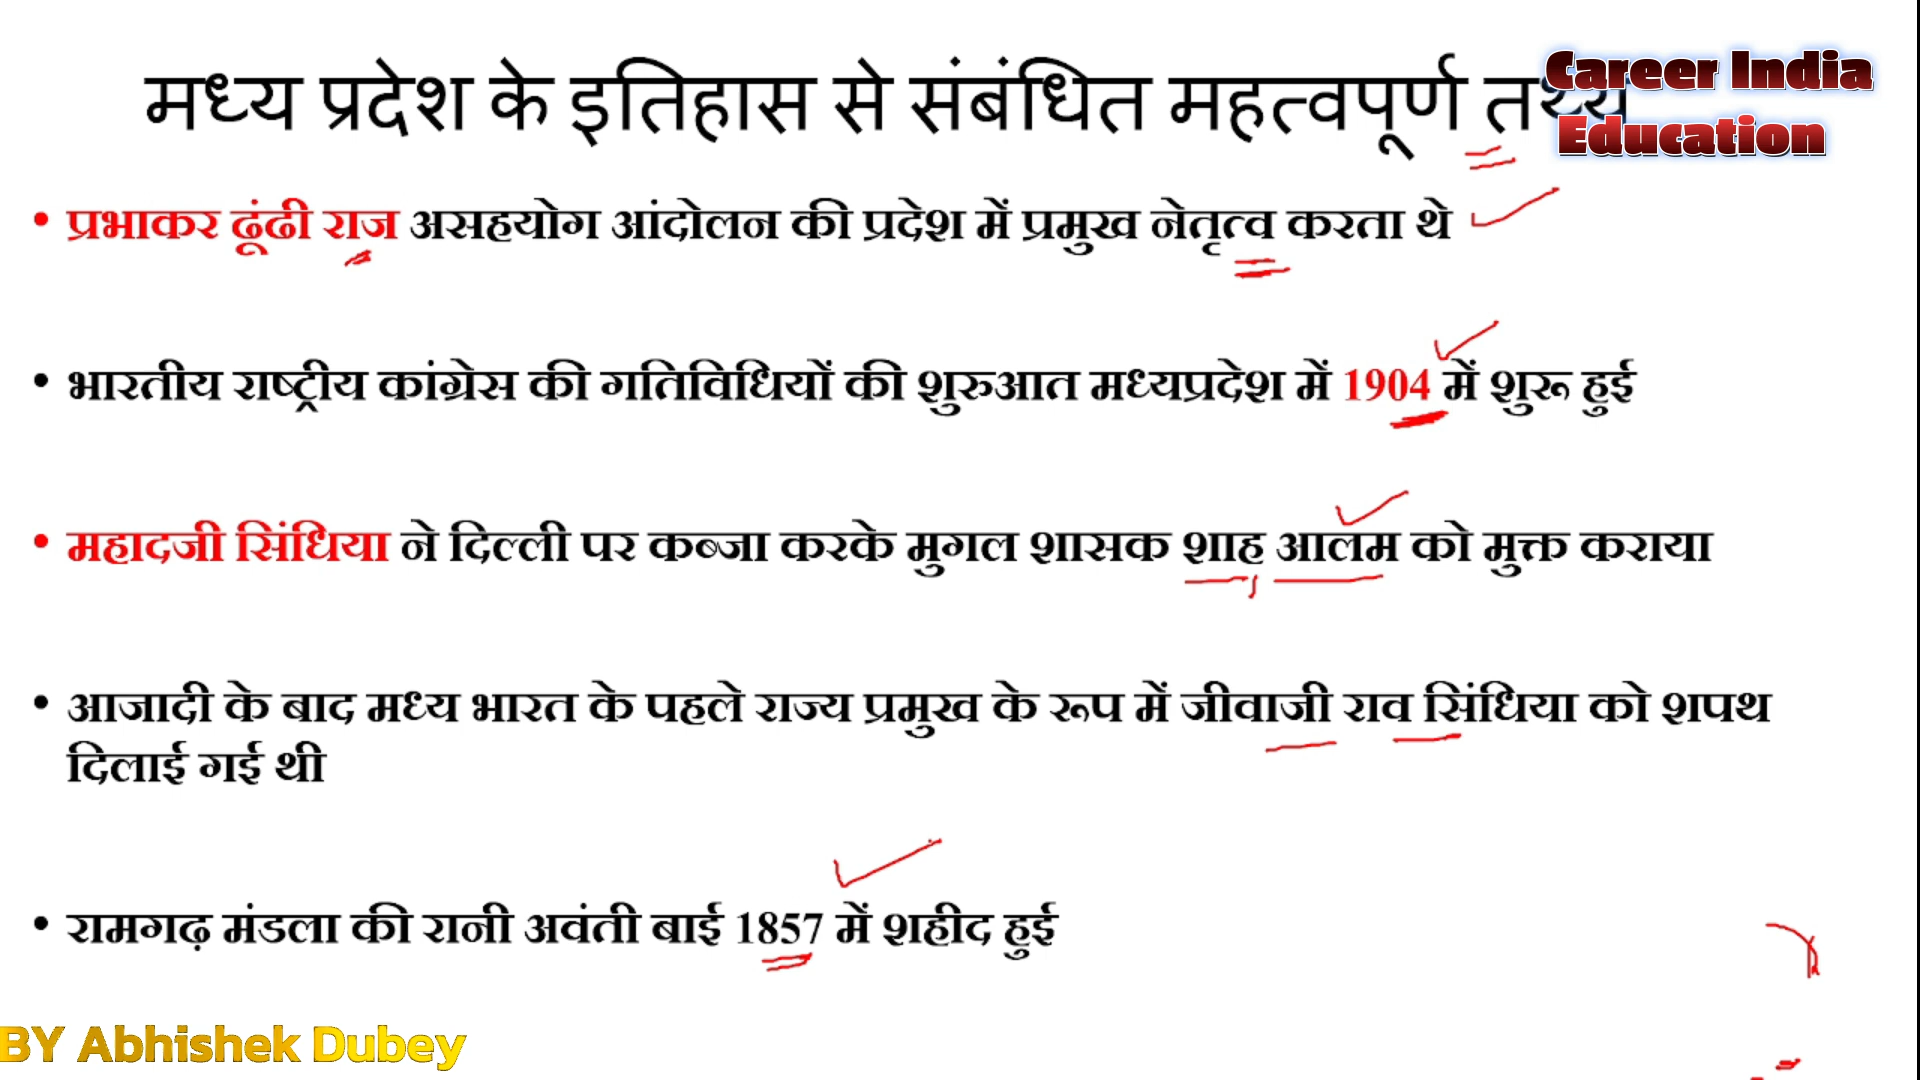 मध्य प्रदेश के इतिहास से संबंधित महत्वपूर्ण तथ्य
Career India
Education
• प्रभाकर ढूंढी राज असहयोग आंदोलन की प्रदेश में प्रमुख नेतृत्व करता थे
• भारतीय राष्ट्रीय कांग्रेस की गतिविधियों की शुरुआत मध्यप्रदेश में 1904 में शुरू हुई
• महादजी सिंधिया ने दिल्ली पर कब्जा करके मुगल शासक शाह आलम को मुक्त कराया
• आजादी के बाद मध्य भारत के पहले राज्य प्रमुख के रूप में जीवाजी राव सिंधिया को शपथ
दिलाई गई थी
• रामगढ़ मंडला की रानी अवंती बाई 1857 में शहीद हुई
BY Abhishek Dubey